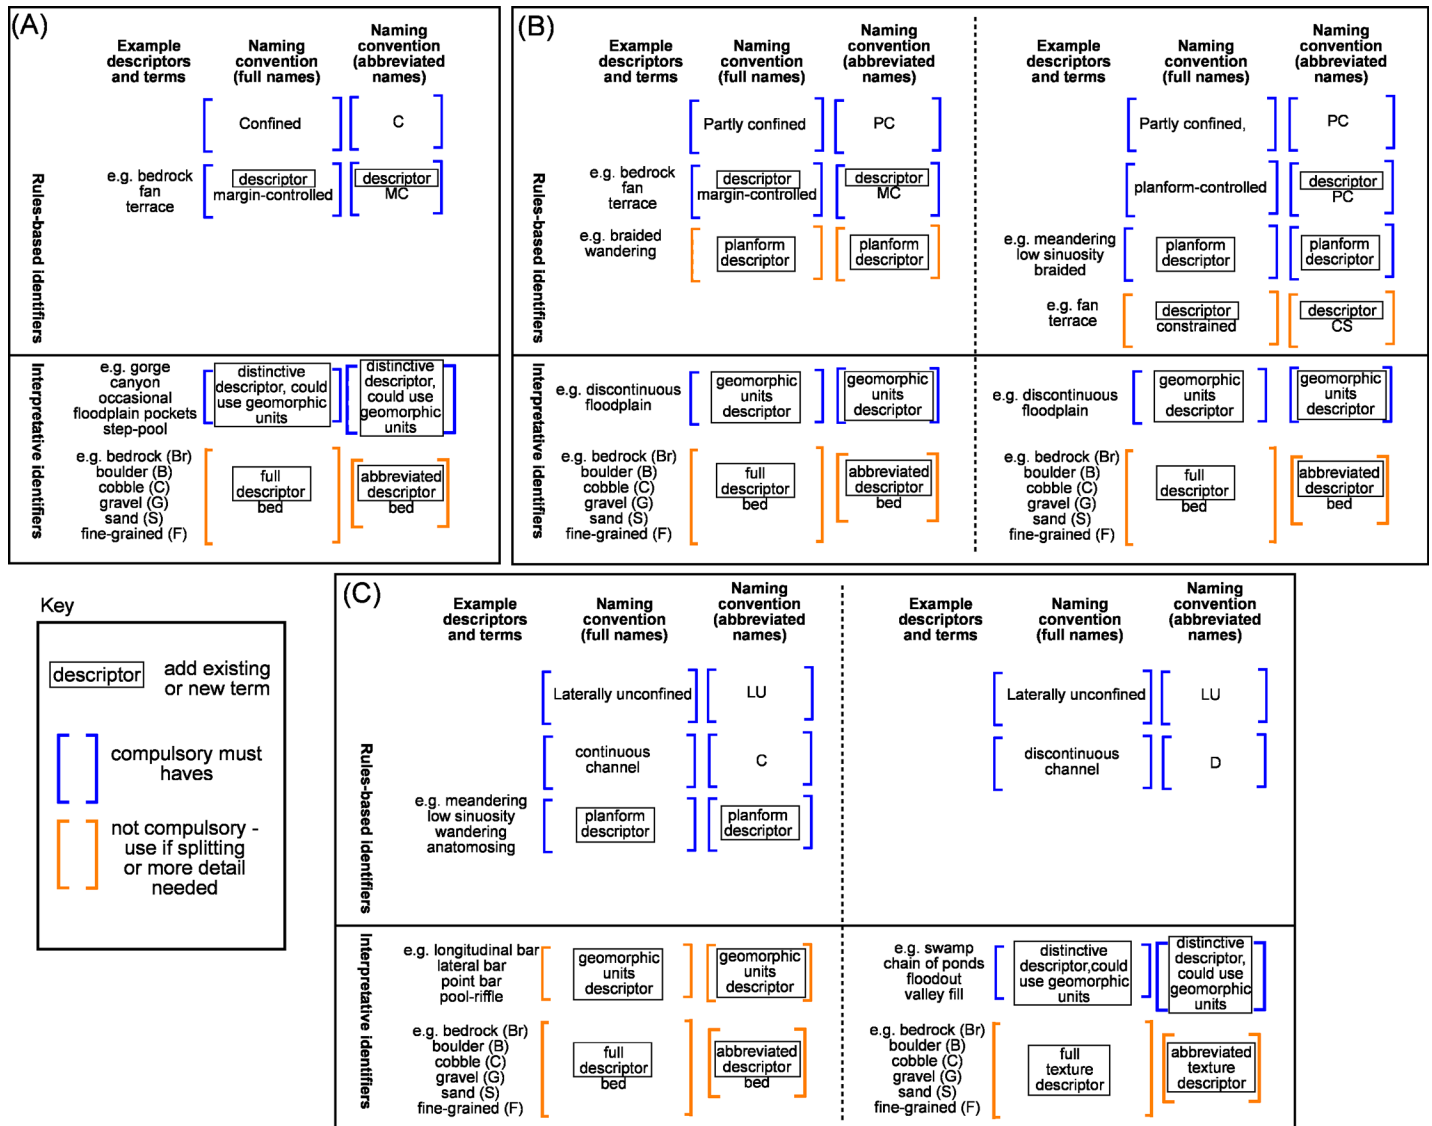 (A)
Example
descriptors
and terms
Naming
convention
(full names)
Naming
convention
(abbreviated
names)
Rules-based identifiers
Confined
C
e.g. bedrock
fan
terrace
descriptor
margin-controlled
descriptor
MC
Interpretative identifiers
e.g. gorge
canyon
occasional
floodplain pockets
step-pool
distinctive
descriptor, could
use geomorphic
units
distinctive
descriptor,
could use
geomorphic
units
e.g. bedrock (Br)
boulder (B)
cobble (C)
gravel (G)
sand (S)
fine-grained (F)
full
descriptor
bed
abbreviated
descriptor
bed
(B)
Example
descriptors
and terms
Naming
convention
(full names)
Naming
convention
(abbreviated
names)
Rules-based identifiers
Partly confined
PC
e.g. bedrock
fan
terrace
descriptor
margin-controlled
descriptor
MC
e.g. braided
wandering
planform
descriptor
planform
descriptor
Interpretative identifiers
e.g. discontinuous
floodplain
geomorphic
units
descriptor
geomorphic
units
descriptor
e.g. bedrock (Br)
boulder (B)
cobble (C)
gravel (G)
sand (S)
fine-grained (F)
full
descriptor
bed
abbreviated
descriptor
bed
Example
descriptors
and terms
Naming
convention
(full names)
Naming
convention
(abbreviated
names)
Partly confined,
PC
planform-controlled
descriptor
PC
e.g. meandering
low sinuosity
braided
planform
descriptor
planform
descriptor
e.g. fan
terrace
descriptor
constrained
descriptor
CS
e.g. discontinuous
floodplain
geomorphic
units
descriptor
geomorphic
units
descriptor
e.g. bedrock (Br)
boulder (B)
cobble (C)
gravel (G)
sand (S)
fine-grained (F)
full
descriptor
bed
abbreviated
descriptor
bed
Key
descriptor
add existing
or new term
compulsory must
haves
not compulsory -
use if splitting
or more detail
needed
(C)
Example
descriptors
and terms
Naming
convention
(full names)
Naming
convention
(abbreviated
names)
Rules-based identifiers
Laterally unconfined
LU
continuous
channel
C
e.g. meandering
low sinuosity
wandering
anatomosing
planform
descriptor
planform
descriptor
Interpretative identifiers
e.g. longitudinal bar
lateral bar
point bar
pool-riffle
geomorphic
units
descriptor
geomorphic
units
descriptor
e.g. bedrock (Br)
boulder (B)
cobble (C)
gravel (G)
sand (S)
fine-grained (F)
full
descriptor
bed
abbreviated
descriptor
bed
Example
descriptors
and terms
Naming
convention
(full names)
Naming
convention
(abbreviated
names)
Laterally unconfined
LU
discontinuous
channel
D
e.g. swamp
chain of ponds
floodout
valley fill
distinctive
descriptor,could
use geomorphic
units
distinctive
descriptor,
could use
geomorphic
units
e.g. bedrock (Br)
boulder (B)
cobble (C)
gravel (G)
sand (S)
fine-grained (F)
full
texture
descriptor
abbreviated
texture
descriptor